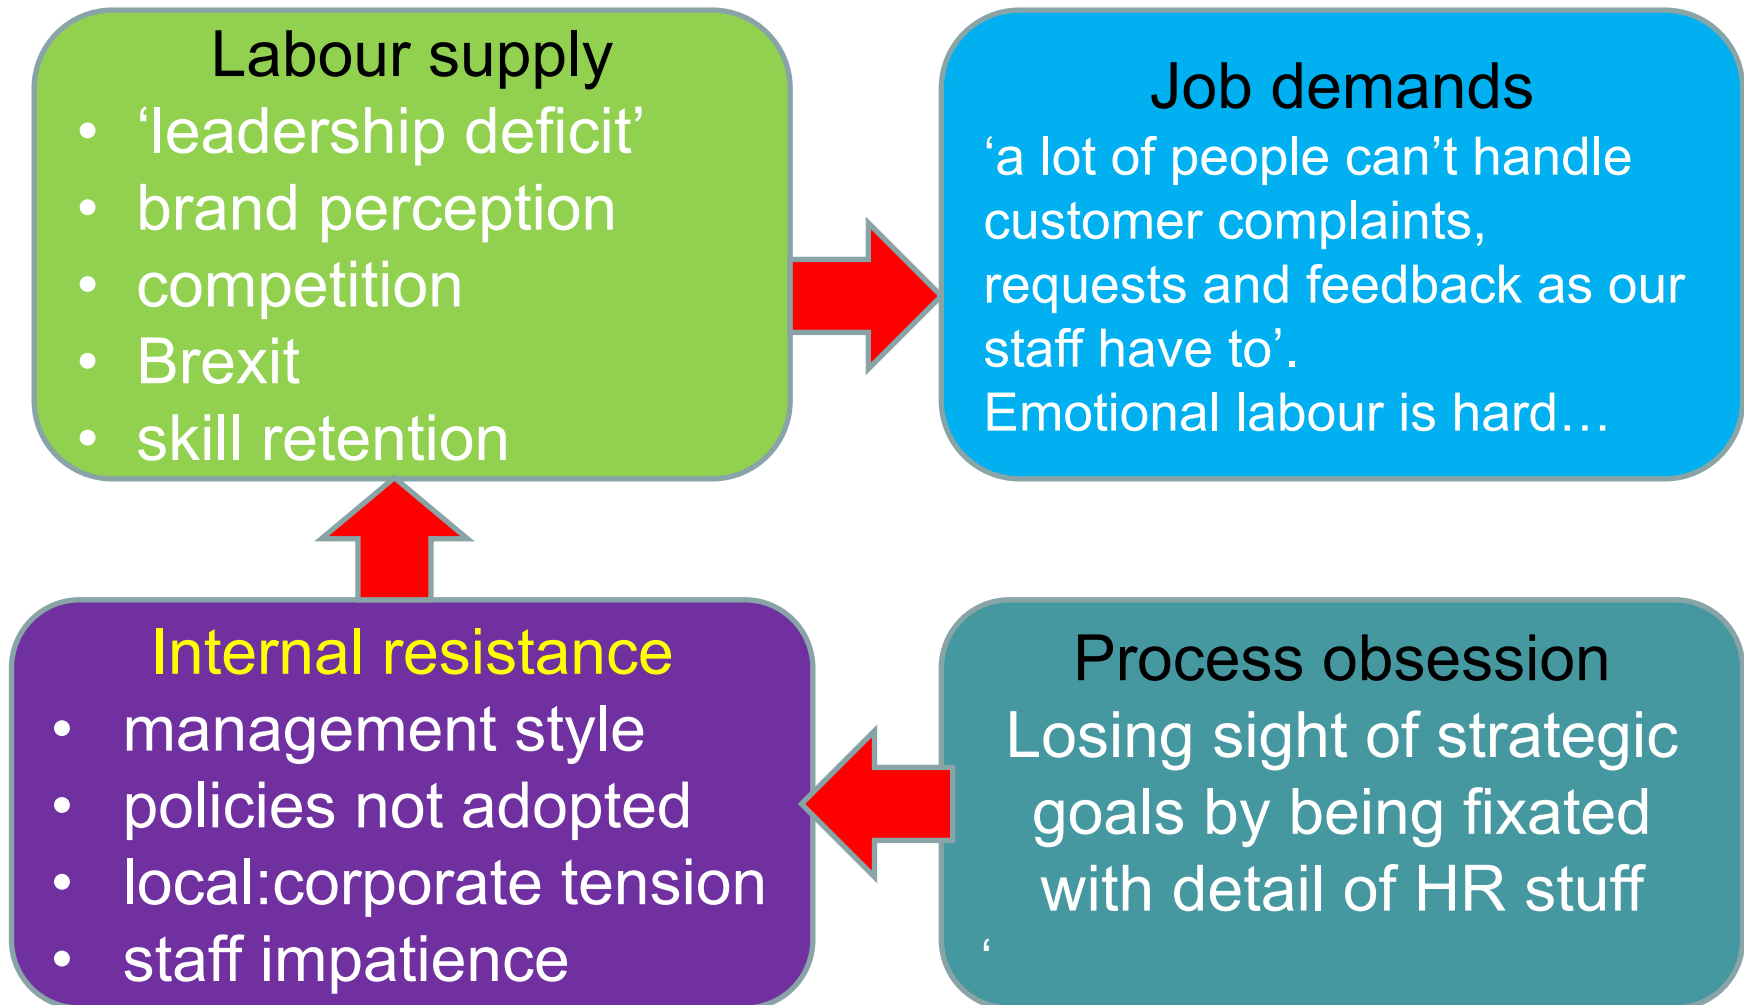 Labour supply
• ‘leadership deficit’
• brand perception
• competition
• Brexit
• skill retention
Job demands
‘a lot of people can’t handle
customer complaints,
requests and feedback as our
staff have to’.
Emotional labour is hard…
Internal resistance
• management style
• policies not adopted
• local:corporate tension
• staff impatience
Process obsession
Losing sight of strategic
goals by being fixated
with detail of HR stuff
‘